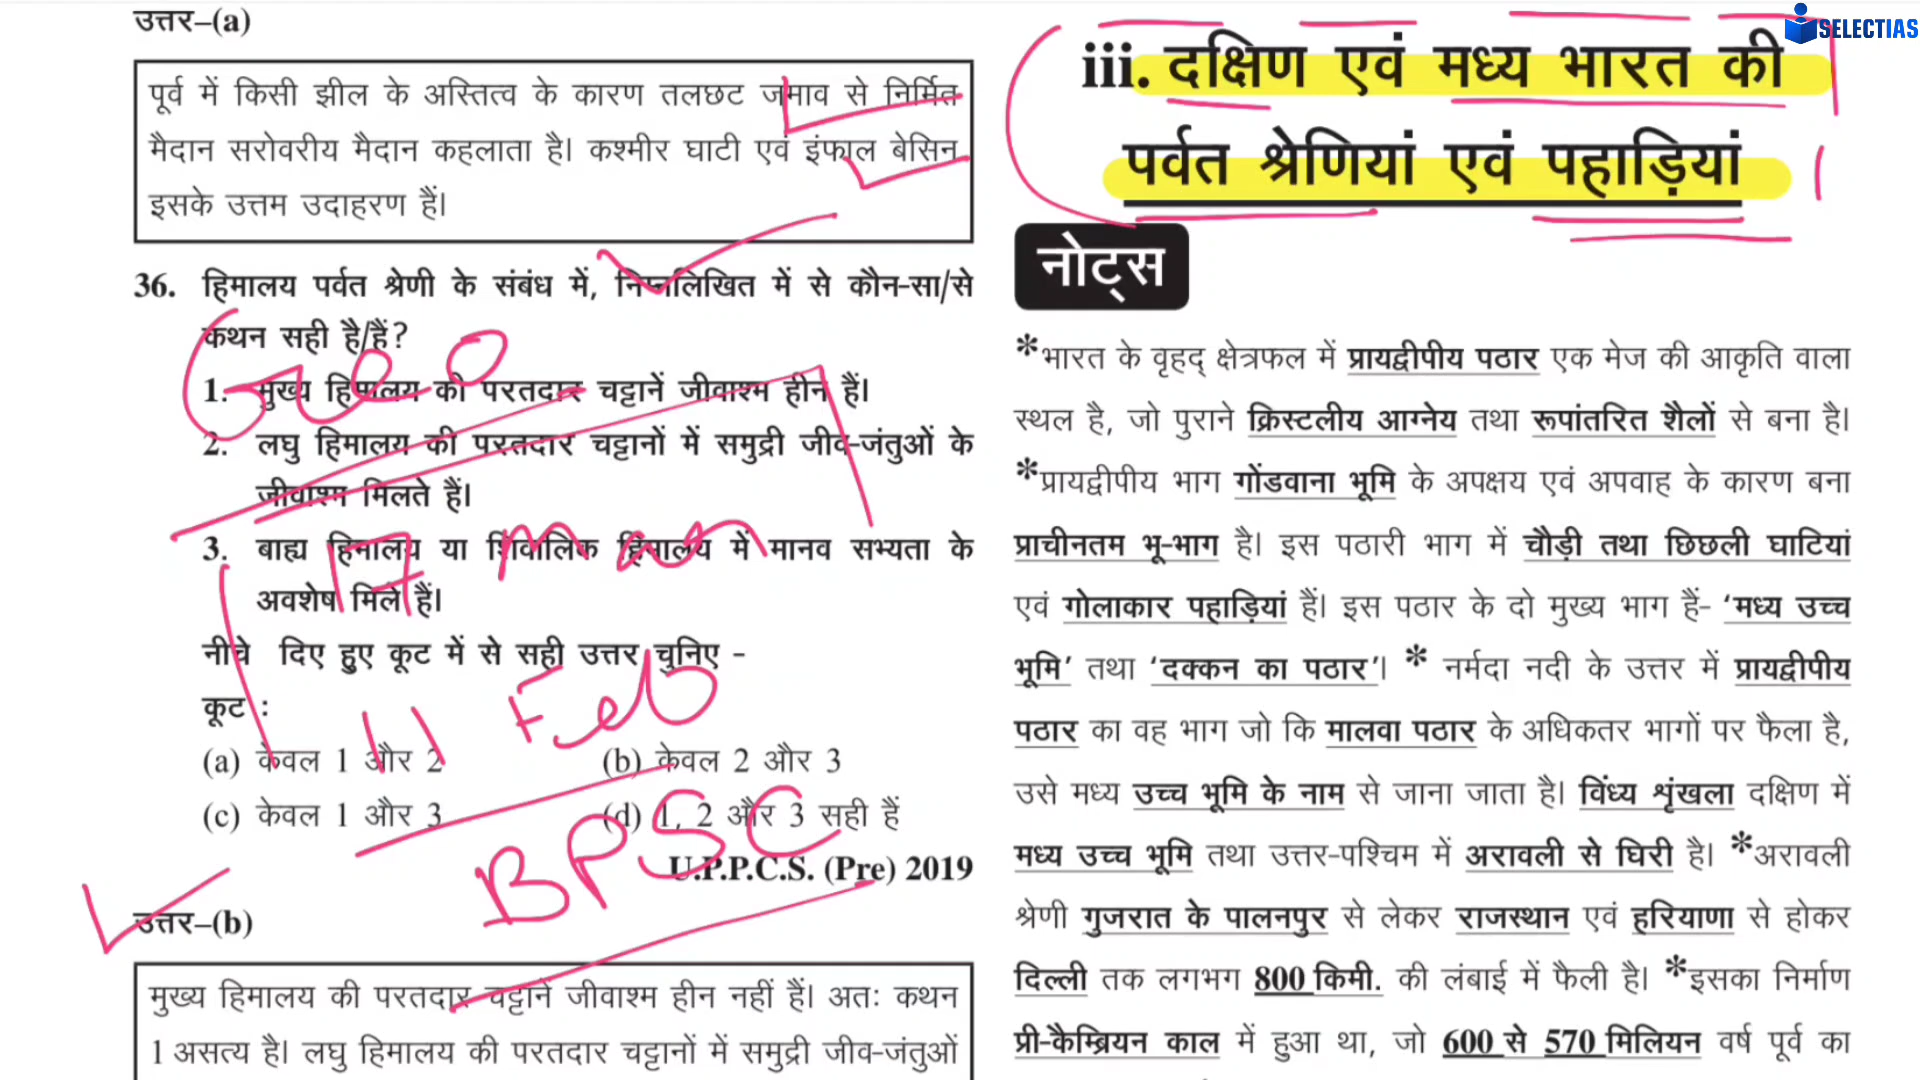 उत्तर–(a)
पूर्व में किसी झील के अस्तित्व के कारण तलछट जमाव से निर्मित
मैदान सरोवरीय मैदान कहलाता है। कश्मीर घाटी एवं इंफाल बेसिन
इसके उत्तम उदाहरण हैं।
36. हिमालय पर्वत श्रेणी के संबंध में, निम्नलिखित में से कौन-सा/से
कथन सही है/हैं?
1. मुख्य हिमालय की परतदार चट्टानें जीवाश्म हीन हैं।
2. लघु हिमालय की परतदार चट्टानों में समुद्री जीव-जंतुओं के
जीवाश्म मिलते हैं।
3. बाह्य हिमालय या शिवालिक हिमालय में मानव सभ्यता के
अवशेष मिले हैं।
नीचे दिए हुए कूट में से सही उत्तर चुनिए -
कूट :
(a) केवल 1 और 2 (b) केवल 2 और 3
(c) केवल 1 और 3 (d) 1, 2 और 3 सही हैं
U.P.P.C.S. (Pre) 2019
उत्तर–(b)
मुख्य हिमालय की परतदार चट्टानें जीवाश्म हीन नहीं हैं। अतः कथन
1 असत्य है। लघु हिमालय की परतदार चट्टानों में समुद्री जीव-जंतुओं
Geo
17
11 Feb
BPSC
SELECTIAS
iii. दक्षिण एवं मध्य भारत की
पर्वत श्रेणियां एवं पहाड़ियां
नोट्स
*भारत के वृहद् क्षेत्रफल में प्रायद्वीपीय पठार एक मेज की आकृति वाला
स्थल है, जो पुराने क्रिस्टलीय आग्नेय तथा रूपांतरित शैलों से बना है।
*प्रायद्वीपीय भाग गोंडवाना भूमि के अपक्षय एवं अपवाह के कारण बना
प्राचीनतम भू-भाग है। इस पठारी भाग में चौड़ी तथा छिछली घाटियां
एवं गोलाकार पहाड़ियां हैं। इस पठार के दो मुख्य भाग हैं- ‘मध्य उच्च
भूमि’ तथा ‘दक्कन का पठार’। * नर्मदा नदी के उत्तर में प्रायद्वीपीय
पठार का वह भाग जो कि मालवा पठार के अधिकतर भागों पर फैला है,
उसे मध्य उच्च भूमि के नाम से जाना जाता है। विंध्य शृंखला दक्षिण में
मध्य उच्च भूमि तथा उत्तर-पश्चिम में अरावली से घिरी है। *अरावली
श्रेणी गुजरात के पालनपुर से लेकर राजस्थान एवं हरियाणा से होकर
दिल्ली तक लगभग 800 किमी. की लंबाई में फैली है। *इसका निर्माण
प्री-कैम्ब्रियन काल में हुआ था, जो 600 से 570 मिलियन वर्ष पूर्व का